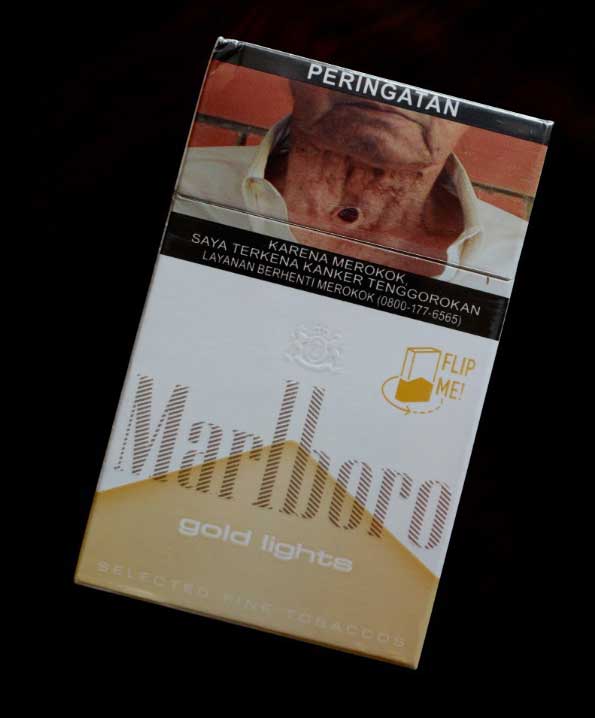 PERINGATAN
KARENA MEROKOK,
SAYA TERKENA KANKER TENGGOROKAN
LAYANAN BERHENTI MEROKOK (0800-177-6565)
FLIP
ME!
Marlboro
gold lights
SELECTED FINE TOBACCOS